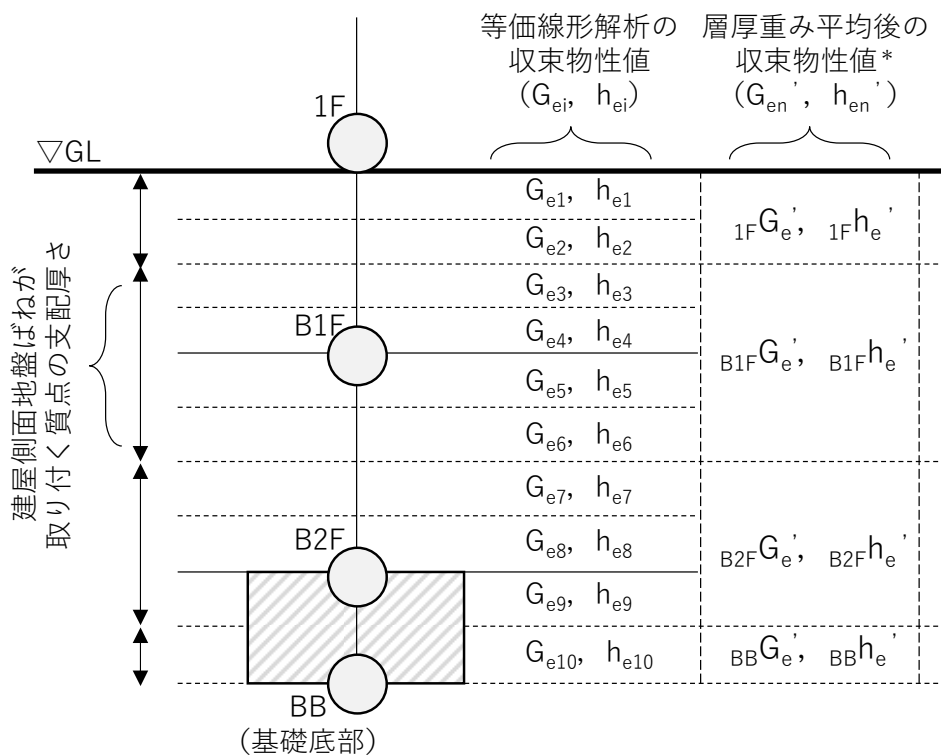 等価線形解析の
収束物性値
（Gei, hei）
層厚重み平均後の
収束物性値*
（Gen', hen'）
1F
▽GL
Ge1, he1
Ge2, he2
1FGe', 1Fhe'
Ge3, he3
B1F
Ge4, he4
B1FGe', B1Fhe'
Ge5, he5
Ge6, he6
建屋側面地盤ばねが
取り付く質点の支配厚さ
Ge7, he7
B2F
Ge8, he8
B2FGe', B2Fhe'
Ge9, he9
Ge10, he10
BBGe', BBhe'
BB
（基礎底部）